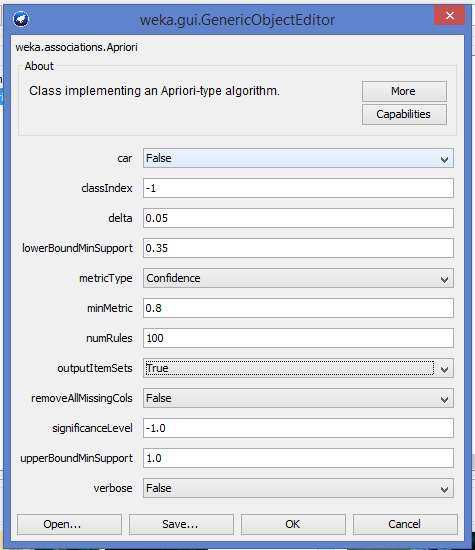 weka.gui.GenericObjectEditor
weka.associations.Apriori
About
Class implementing an Apriori-type algorithm.
More
Capabilities
car False
classIndex -1
delta 0.05
lowerBoundMinSupport 0.35
metricType Confidence
minMetric 0.8
numRules 100
outputItemSets True
removeAllMissingCols False
significanceLevel -1.0
upperBoundMinSupport 1.0
verbose False
Open... Save... OK Cancel